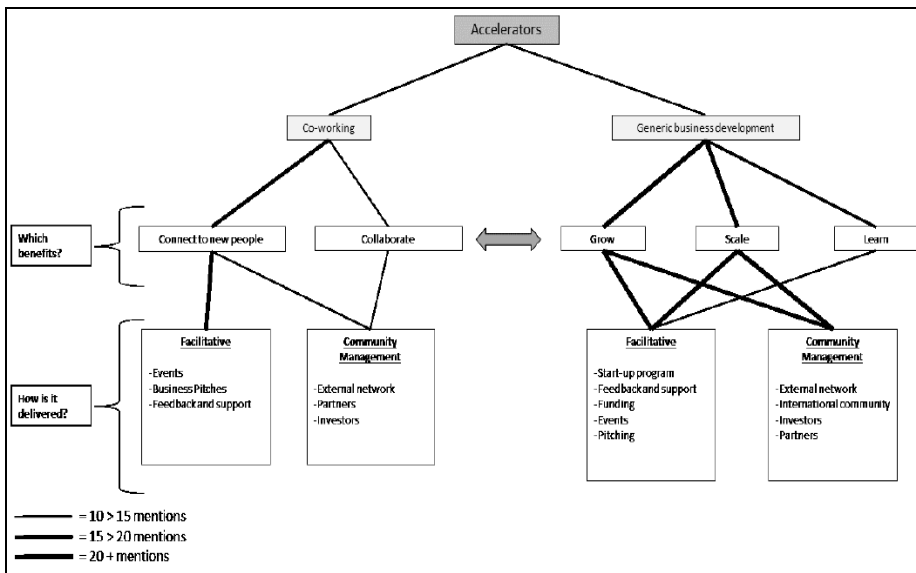 Accelerators
Co-working
Generic business development
Which
benefits?
Connect to new people
Collaborate
Grow
Scale
Learn
How is it
delivered?
Facilitative
-Events
-Business Pitches
-Feedback and support
Community
Management
-External network
-Partners
-Investors
Facilitative
-Start-up program
-Feedback and support
-Funding
-Events
-Pitching
Community
Management
-External network
-International community
-Investors
-Partners
= 10 > 15 mentions
= 15 > 20 mentions
= 20 + mentions